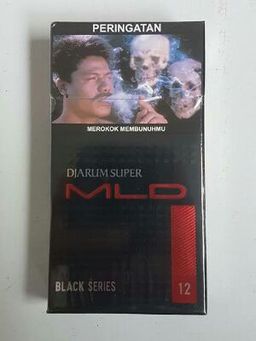 PERINGATAN
MEROKOK MEMBUNUHMU
DJARUM SUPER
MLD
BLACK SERIES
12